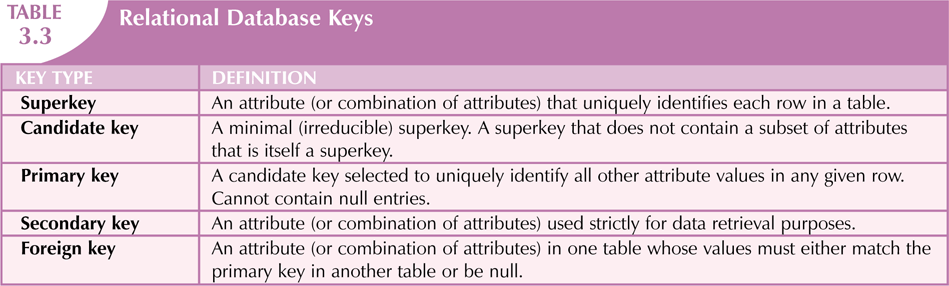 TABLE
3.3
Relational Database Keys
KEY TYPE DEFINITION
Superkey An attribute (or combination of attributes) that uniquely identifies each row in a table.
Candidate key A minimal (irreducible) superkey. A superkey that does not contain a subset of attributes
that is itself a superkey.
Primary key A candidate key selected to uniquely identify all other attribute values in any given row.
Cannot contain null entries.
Secondary key An attribute (or combination of attributes) used strictly for data retrieval purposes.
Foreign key An attribute (or combination of attributes) in one table whose values must either match the
primary key in another table or be null.